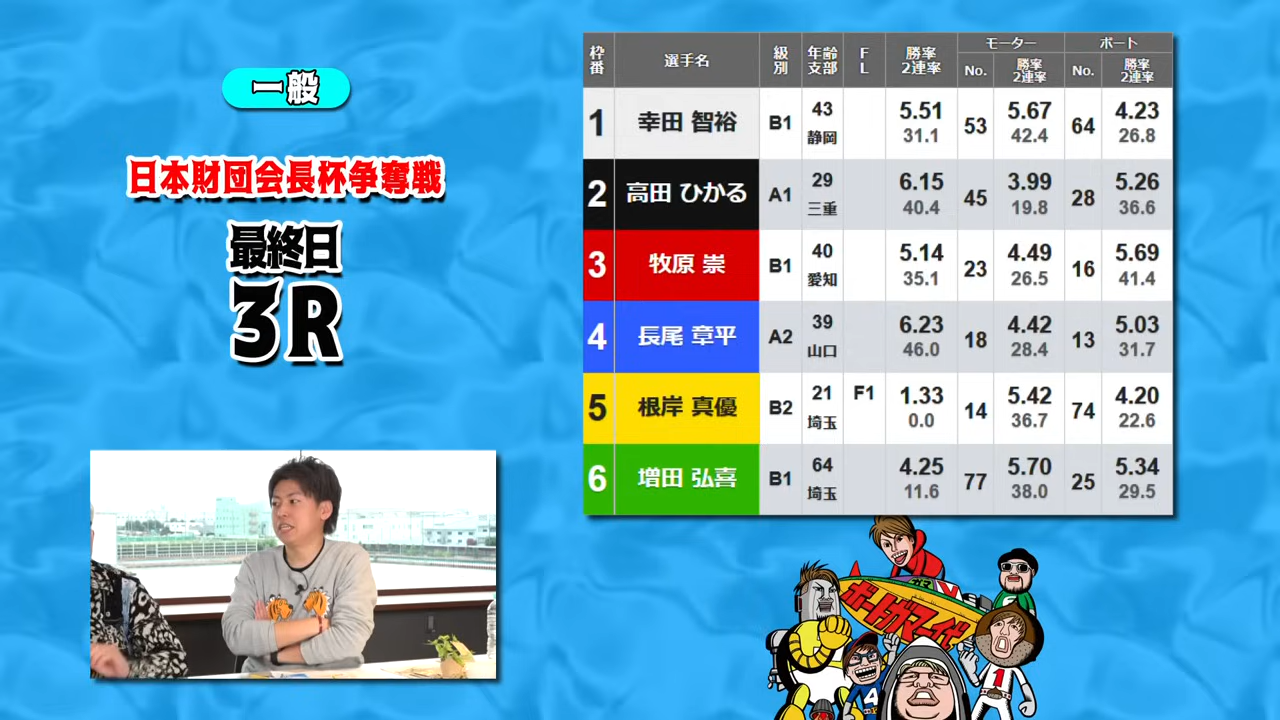 一般
日本財団会長杯争奪戦
最終日
3R
枠番 選手名 級別 年齢 支部 F L 勝率 2連率 モーター ボート
No. 勝率 2連率 No. 勝率 2連率
1 幸田 智裕 B1 43 静岡 5.51 31.1 53 5.67 42.4 64 4.23 26.8
2 高田 ひかる A1 29 三重 6.15 40.4 45 3.99 19.8 28 5.26 36.6
3 牧原 崇 B1 40 愛知 5.14 35.1 23 4.49 26.5 16 5.69 41.4
4 長尾 章平 A2 39 山口 6.23 46.0 18 4.42 28.4 13 5.03 31.7
5 根岸 真優 B2 21 埼玉 F1 1.33 0.0 14 5.42 36.7 74 4.20 22.6
6 増田 弘喜 B1 64 埼玉 4.25 11.6 77 5.70 38.0 25 5.34 29.5
ボートガマーイヤ
4
1